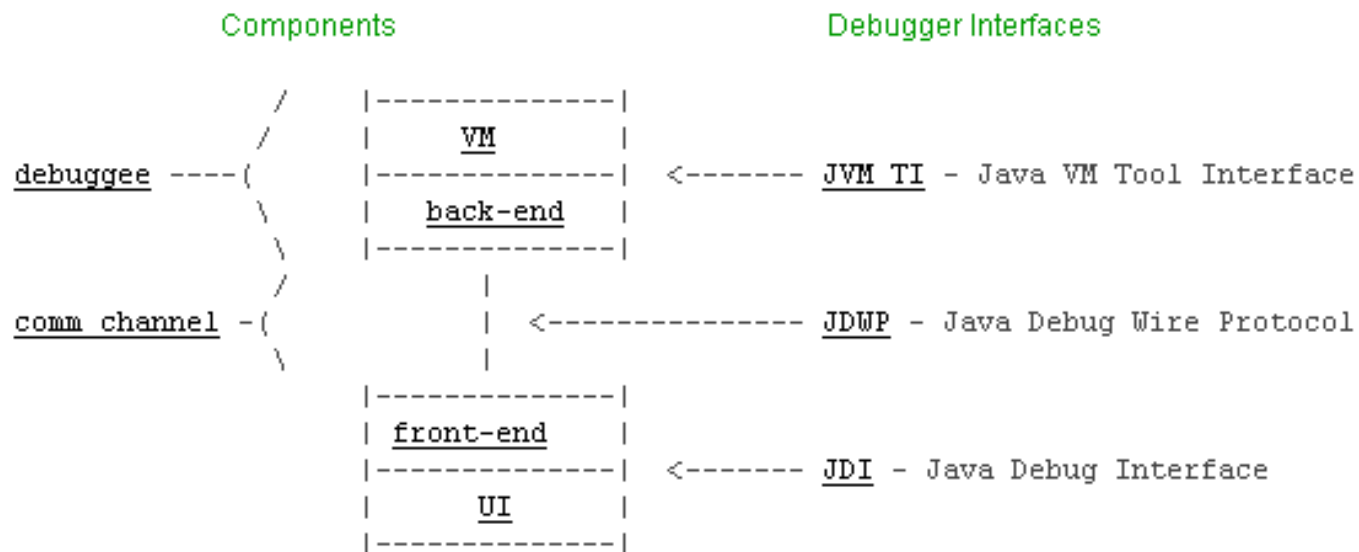 Components Debugger Interfaces
VM
debuggee JVM TI - Java VM Tool Interface
back-end
comm channel JDWP - Java Debug Wire Protocol
front-end
JDI - Java Debug Interface
UI